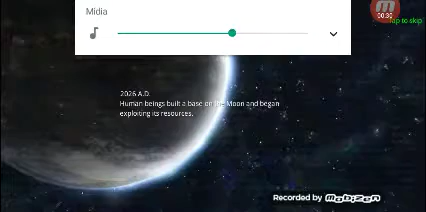 Mídia
00:30
Tap to skip
2026 A.D.
Human beings built a base on the Moon and began
exploiting its resources.
Recorded by mobizen